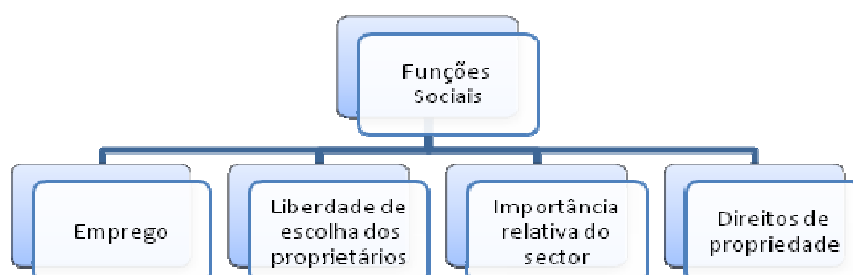 Funções
Sociais
Emprego
Liberdade de
escolha dos
proprietários
Importância
relativa do
sector
Direitos de
propriedade